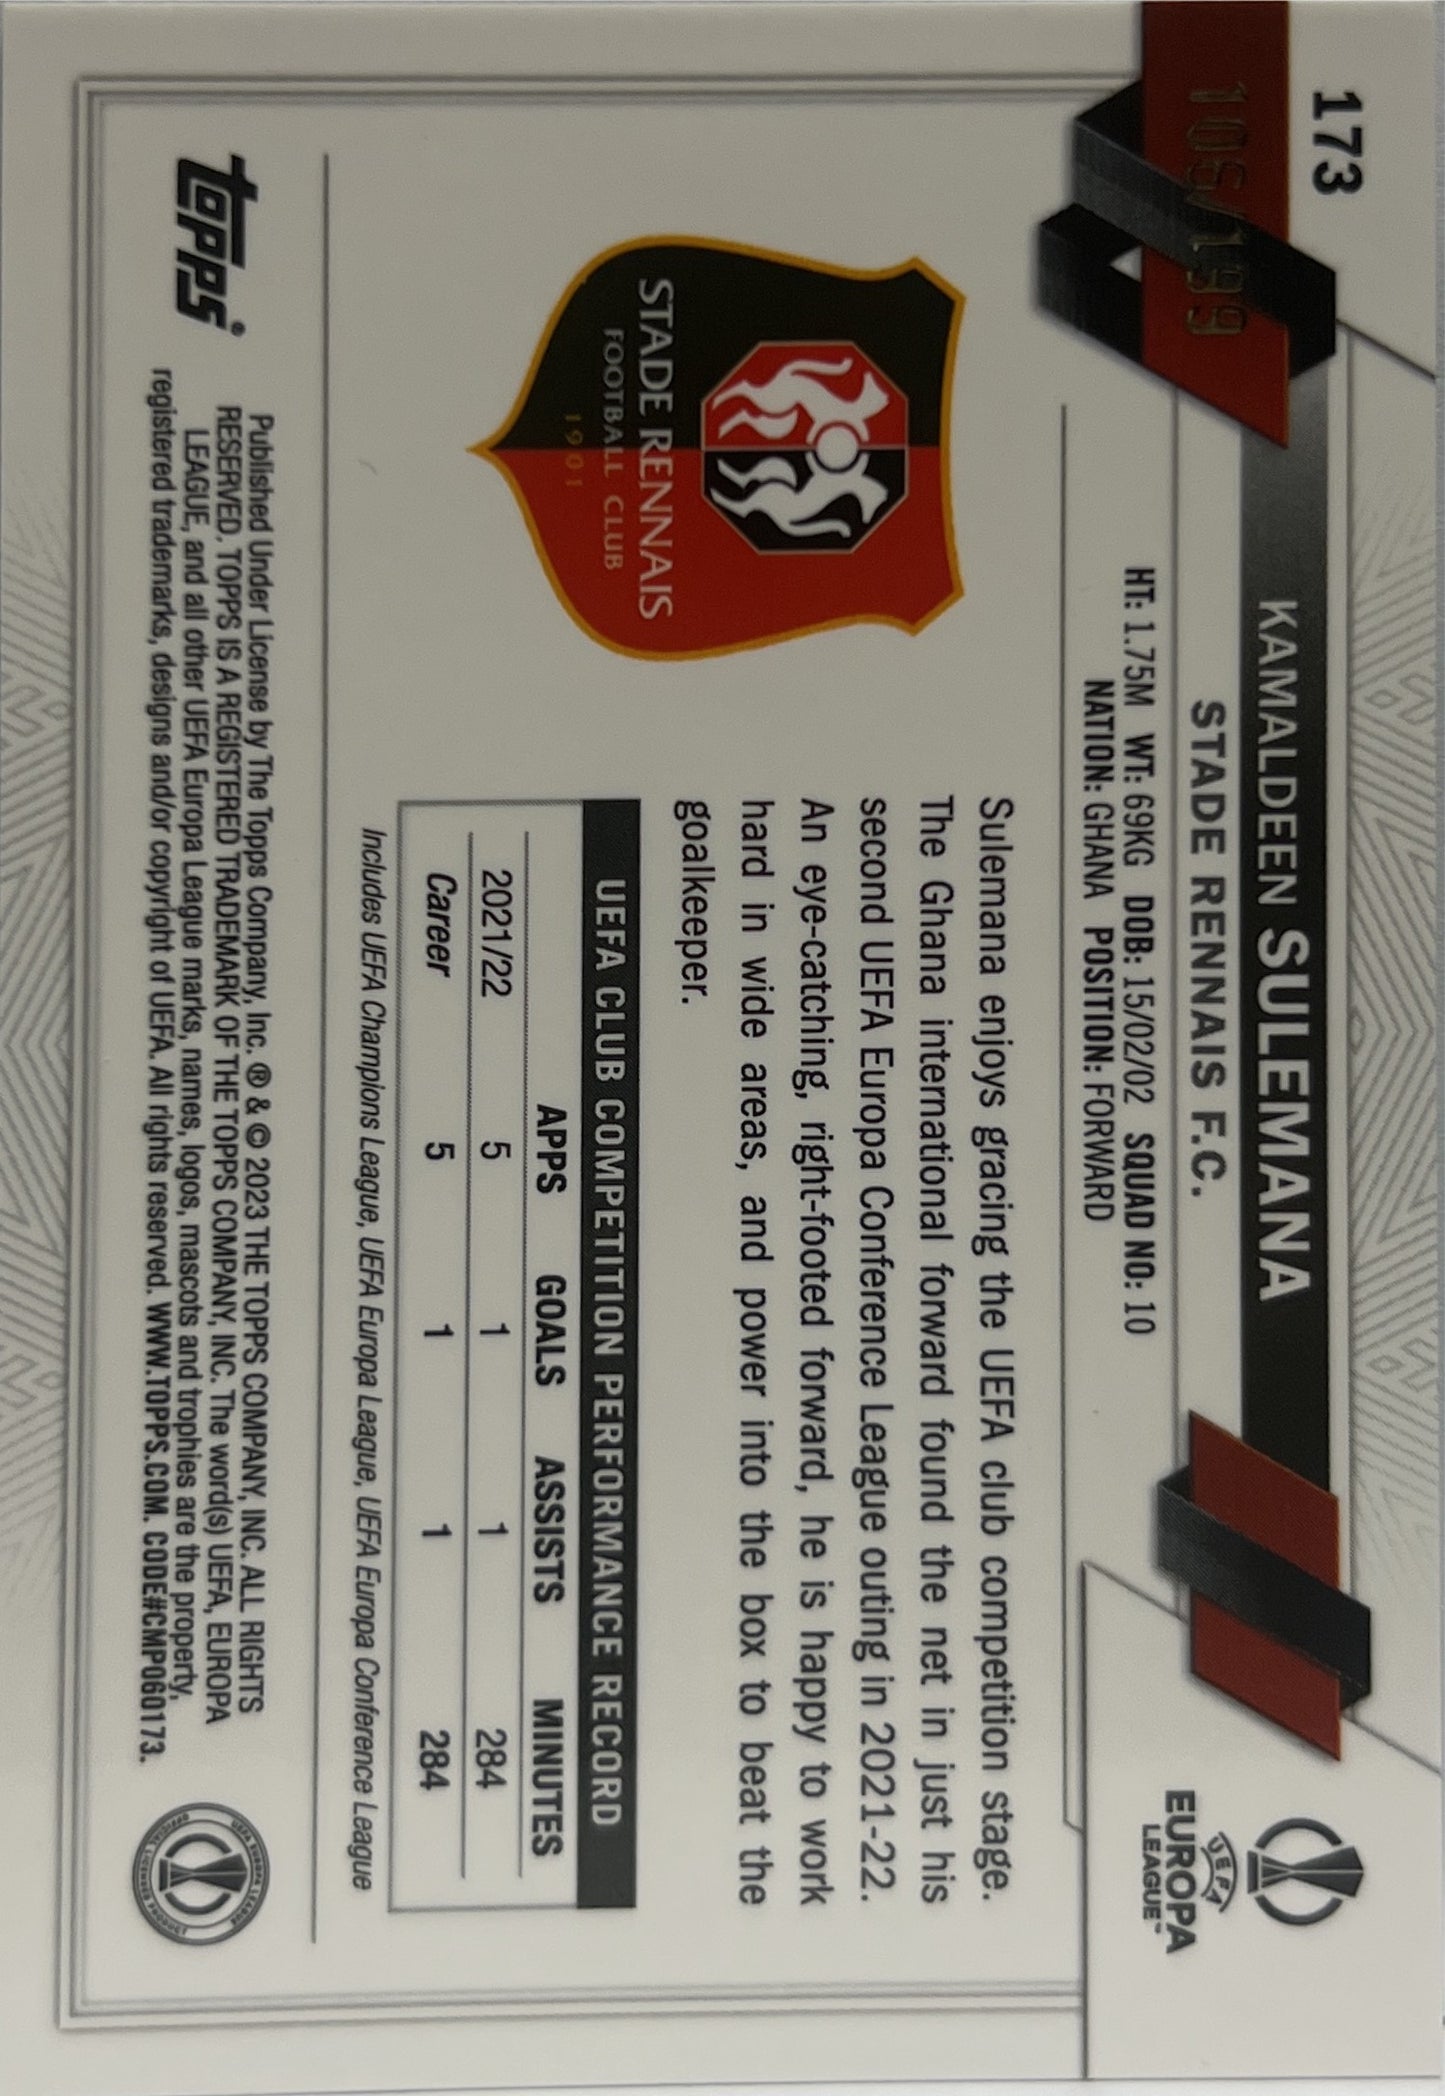 173
106/199
KAMALDEEN SULEMANA
STADE RENNAIS F.C.
HT: 1.75M WT: 69KG DOB: 15/02/02 SQUAD NO: 10
NATION: GHANA POSITION: FORWARD
UEFA
EUROPA
LEAGUE™
STADE RENNAIS
FOOTBALL CLUB
1901
Sulemana enjoys gracing the UEFA club competition stage.
The Ghana international forward found the net in just his
second UEFA Europa Conference League outing in 2021-22.
An eye-catching, right-footed forward, he is happy to work
hard in wide areas, and power into the box to beat the
goalkeeper.
UEFA CLUB COMPETITION PERFORMANCE RECORD
APPS GOALS ASSISTS MINUTES
2021/22 5 1 1 284
Career 5 1 1 284
Includes UEFA Champions League, UEFA Europa League, UEFA Europa Conference League
topps®
Published Under License by The Topps Company, Inc. ® & © 2023 THE TOPPS COMPANY, INC. ALL RIGHTS
RESERVED. TOPPS IS A REGISTERED TRADEMARK OF THE TOPPS COMPANY, INC. The word(s) UEFA, EUROPA
LEAGUE, and all other UEFA Europa League marks, names, logos, mascots and trophies are the property,
registered trademarks, designs and/or copyright of UEFA. All rights reserved. WWW.TOPPS.COM. CODE#CMP060173.
UEFA EUROPA LEAGUE
OFFICIAL LICENSED PRODUCT